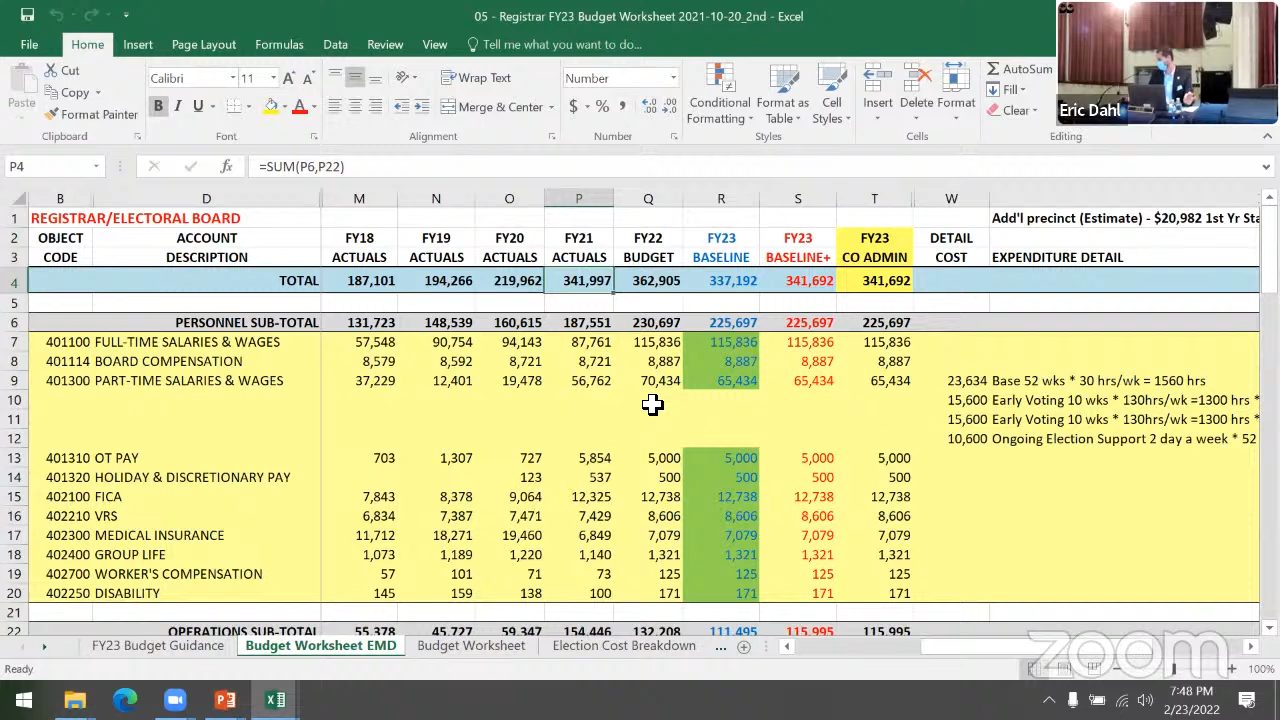 05 - Registrar FY23 Budget Worksheet 2021-10-20_2nd - Excel
File Home Insert Page Layout Formulas Data Review View Tell me what you want to do...
Cut
Copy
Format Painter
Paste
Clipboard
Calibri 11
B I U
Font
Wrap Text
Merge & Center
Alignment
Number
$ % ,
Number
Conditional Formatting
Format as Table
Cell Styles
Styles
Insert Delete Format
Cells
AutoSum
Fill
Clear
Editing
Eric Dahl
P4 fx =SUM(P6,P22)
B D M N O P Q R S T W X
1 REGISTRAR/ELECTORAL BOARD Add'l precinct (Estimate) - $20,982 1st Yr Sta
2 OBJECT ACCOUNT FY18 FY19 FY20 FY21 FY22 FY23 FY23 FY23 DETAIL
3 CODE DESCRIPTION ACTUALS ACTUALS ACTUALS ACTUALS BUDGET BASELINE BASELINE+ CO ADMIN COST EXPENDITURE DETAIL
4 TOTAL 187,101 194,266 219,962 341,997 362,905 337,192 341,692 341,692
5
6 PERSONNEL SUB-TOTAL 131,723 148,539 160,615 187,551 230,697 225,697 225,697 225,697
7 401100 FULL-TIME SALARIES & WAGES 57,548 90,754 94,143 87,761 115,836 115,836 115,836 115,836
8 401114 BOARD COMPENSATION 8,579 8,592 8,721 8,721 8,887 8,887 8,887 8,887
9 401300 PART-TIME SALARIES & WAGES 37,229 12,401 19,478 56,762 70,434 65,434 65,434 65,434 23,634 Base 52 wks * 30 hrs/wk = 1560 hrs
10 15,600 Early Voting 10 wks * 130hrs/wk =1300 hrs *
11 15,600 Early Voting 10 wks * 130hrs/wk =1300 hrs *
12 10,600 Ongoing Election Support 2 day a week * 52
13 401310 OT PAY 703 1,307 727 5,854 5,000 5,000 5,000 5,000
14 401320 HOLIDAY & DISCRETIONARY PAY 123 537 500 500 500 500
15 402100 FICA 7,843 8,378 9,064 12,325 12,738 12,738 12,738 12,738
16 402210 VRS 6,834 7,387 7,471 7,429 8,606 8,606 8,606 8,606
17 402300 MEDICAL INSURANCE 11,712 18,271 19,460 6,849 7,079 7,079 7,079 7,079
18 402400 GROUP LIFE 1,073 1,189 1,220 1,140 1,321 1,321 1,321 1,321
19 402700 WORKER'S COMPENSATION 57 101 71 73 125 125 125 125
20 402250 DISABILITY 145 159 138 100 171 171 171 171
21
22 OPERATIONS SUB-TOTAL 55,378 45,727 59,347 154,446 132,208 111,495 115,995 115,995
FY23 Budget Guidance Budget Worksheet EMD Budget Worksheet Election Cost Breakdown ...
Ready 100%
zoom
7:48 PM
2/23/2022